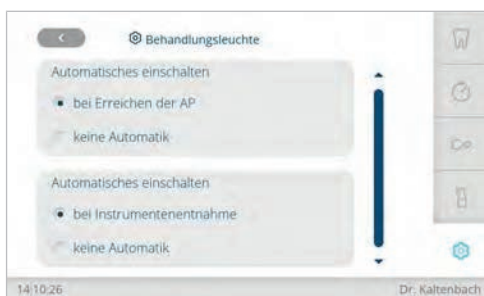 Behandlungsleuchte
Automatisches einschalten
bei Erreichen der AP
keine Automatik
Automatisches einschalten
bei Instrumentenentnahme
keine Automatik
14:10:26
Dr. Kaltenbach